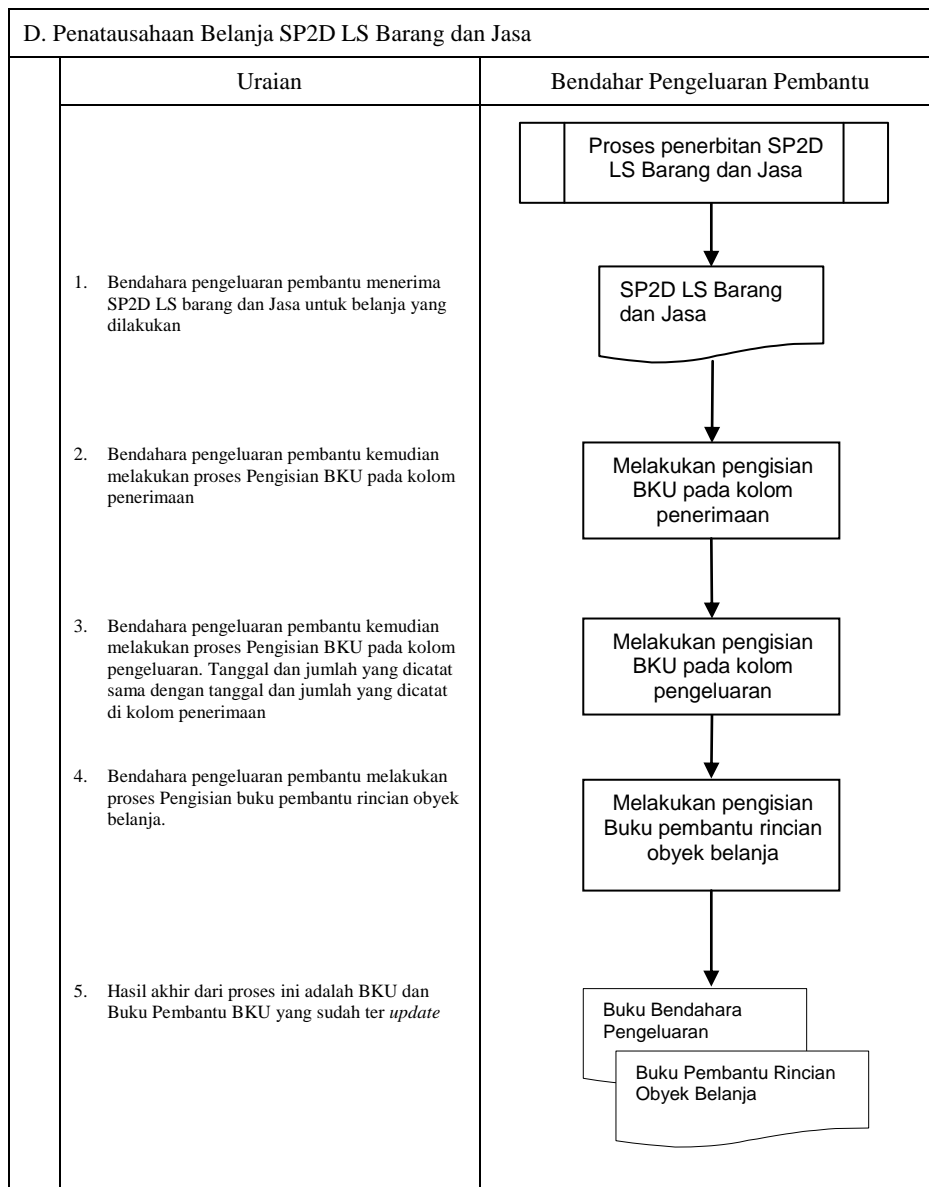 D. Penatausahaan Belanja SP2D LS Barang dan Jasa
Uraian
Bendahar Pengeluaran Pembantu
Proses penerbitan SP2D
LS Barang dan Jasa
1. Bendahara pengeluaran pembantu menerima
SP2D LS barang dan Jasa untuk belanja yang
dilakukan
SP2D LS Barang
dan Jasa
2. Bendahara pengeluaran pembantu kemudian
melakukan proses Pengisian BKU pada kolom
penerimaan
Melakukan pengisian
BKU pada kolom
penerimaan
3. Bendahara pengeluaran pembantu kemudian
melakukan proses Pengisian BKU pada kolom
pengeluaran. Tanggal dan jumlah yang dicatat
sama dengan tanggal dan jumlah yang dicatat
di kolom penerimaan
Melakukan pengisian
BKU pada kolom
pengeluaran
4. Bendahara pengeluaran pembantu melakukan
proses Pengisian buku pembantu rincian obyek
belanja.
Melakukan pengisian
Buku pembantu rincian
obyek belanja
5. Hasil akhir dari proses ini adalah BKU dan
Buku Pembantu BKU yang sudah ter update
Buku Bendahara
Pengeluaran
Buku Pembantu Rincian
Obyek Belanja